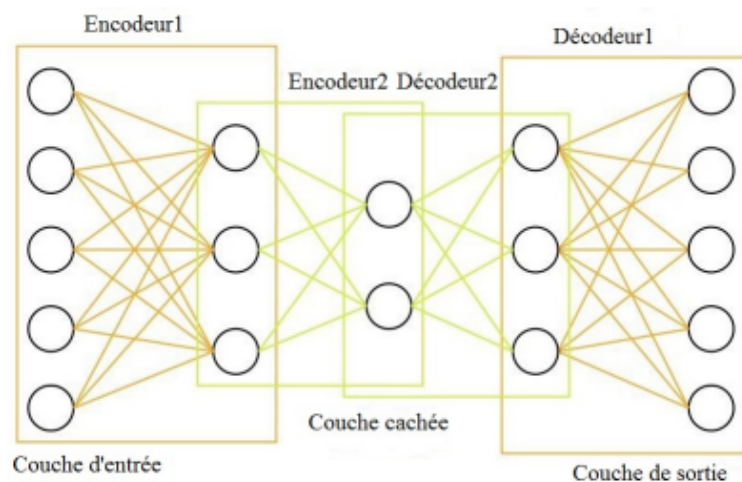 Encodeur1
Décodeur1
Encodeur2 Décodeur2
Couche cachée
Couche d'entrée
Couche de sortie